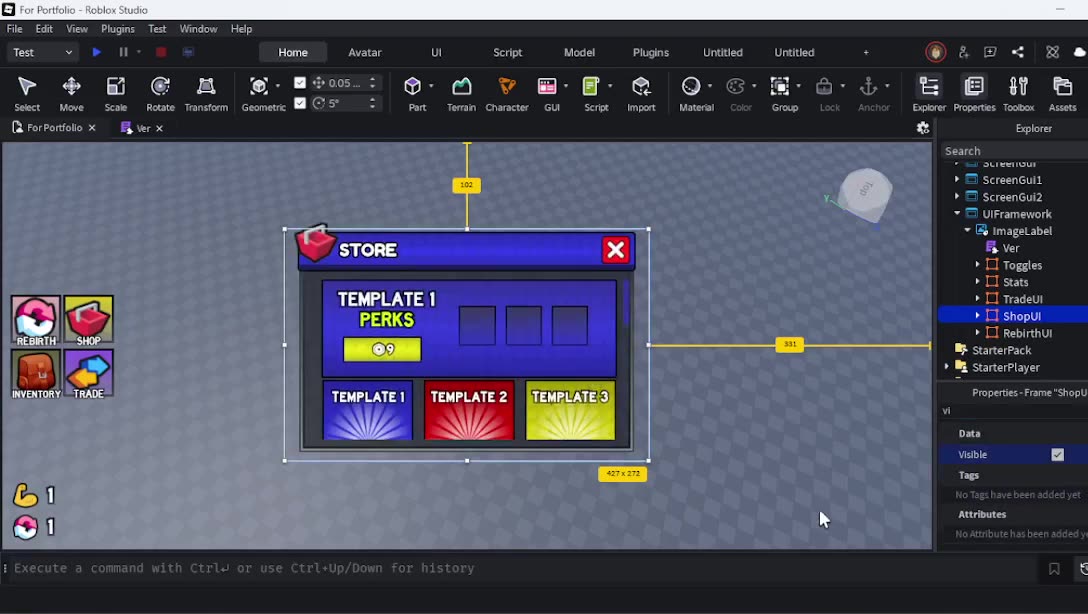 For Portfolio - Roblox Studio
File Edit View Plugins Test Window Help
Test
Home Avatar UI Script Model Plugins Untitled Untitled +
0.05 ...
5°
Select Move Scale Rotate Transform Geometric Part Terrain Character GUI Script Import Material Color Group Lock Anchor Explorer Properties Toolbox Assets
For Portfolio
Ver
Explorer
Search
ScreenGui
ScreenGui1
ScreenGui2
UIFramework
ImageLabel
Ver
Toggles
Stats
TradeUI
ShopUI
RebirthUI
StarterPack
StarterPlayer
Properties - Frame "ShopU
vi
Data
Visible
Tags
No Tags have been added yet
Attributes
No Attribute has been added ye
102
Top
Y
STORE
TEMPLATE 1
PERKS
9
331
TEMPLATE 1 TEMPLATE 2 TEMPLATE 3
427 x 272
REBIRTH SHOP
INVENTORY TRADE
1
1
Execute a command with Ctrl↵ or use Ctrl+Up/Down for history